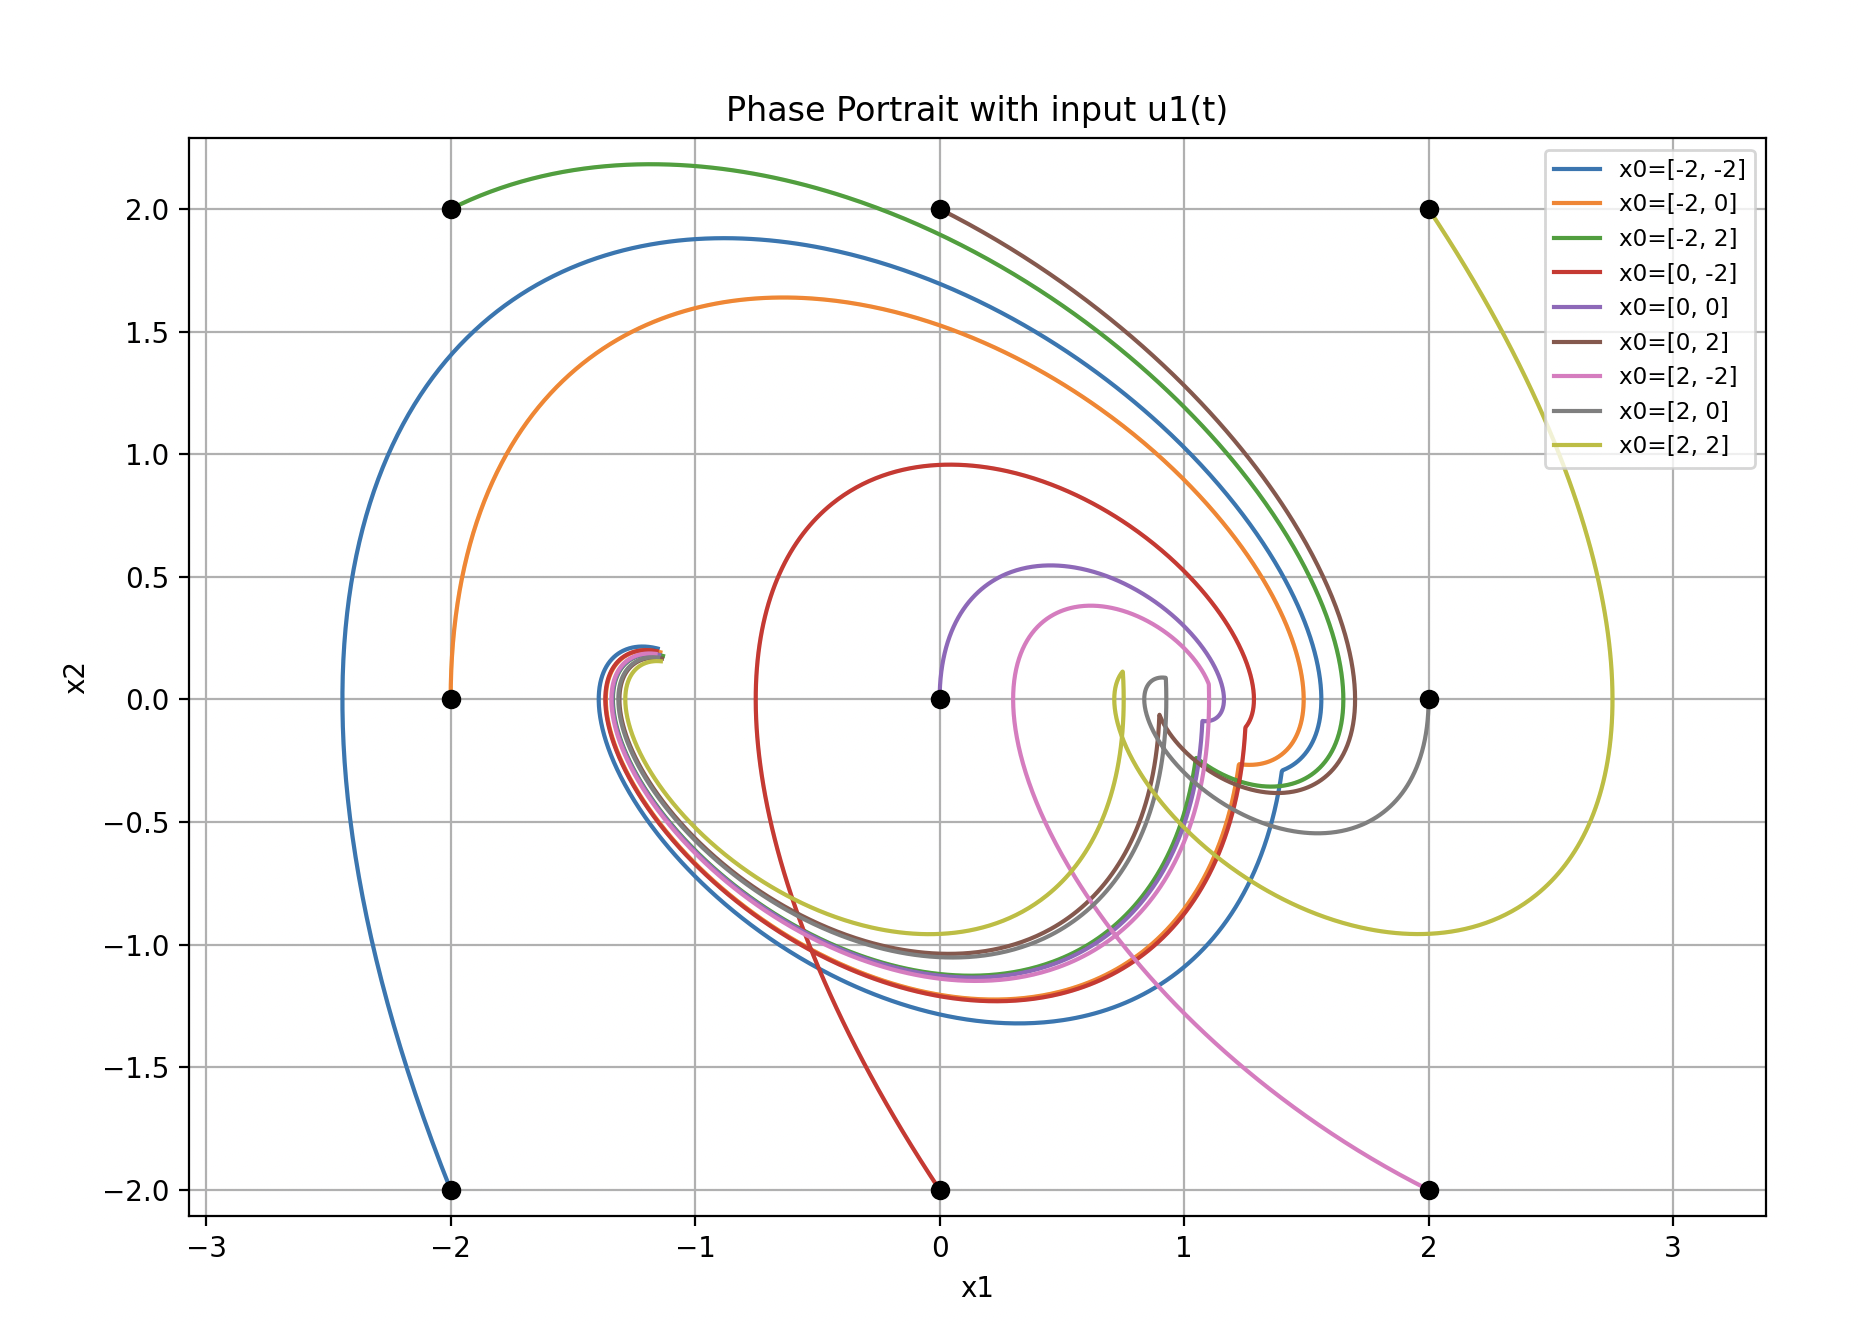 Phase Portrait with input u1(t)
x0=[-2, -2]
x0=[-2, 0]
x0=[-2, 2]
x0=[0, -2]
x0=[0, 0]
x0=[0, 2]
x0=[2, -2]
x0=[2, 0]
x0=[2, 2]
2.0
1.5
1.0
0.5
0.0
−0.5
−1.0
−1.5
−2.0
x2
−3 −2 −1 0 1 2 3
x1